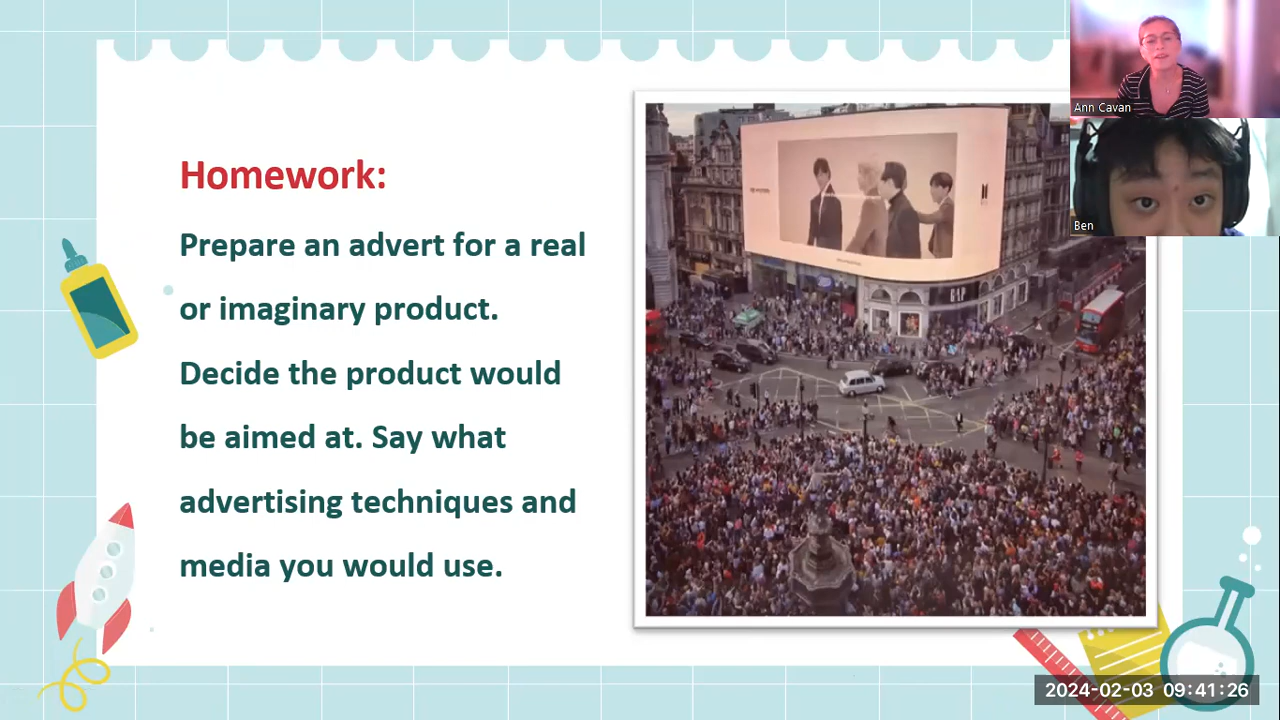 Homework:
Prepare an advert for a real
or imaginary product.
Decide the product would
be aimed at. Say what
advertising techniques and
media you would use.
GAP
Ann Cavan
Ben
2024-02-03 09:41:26